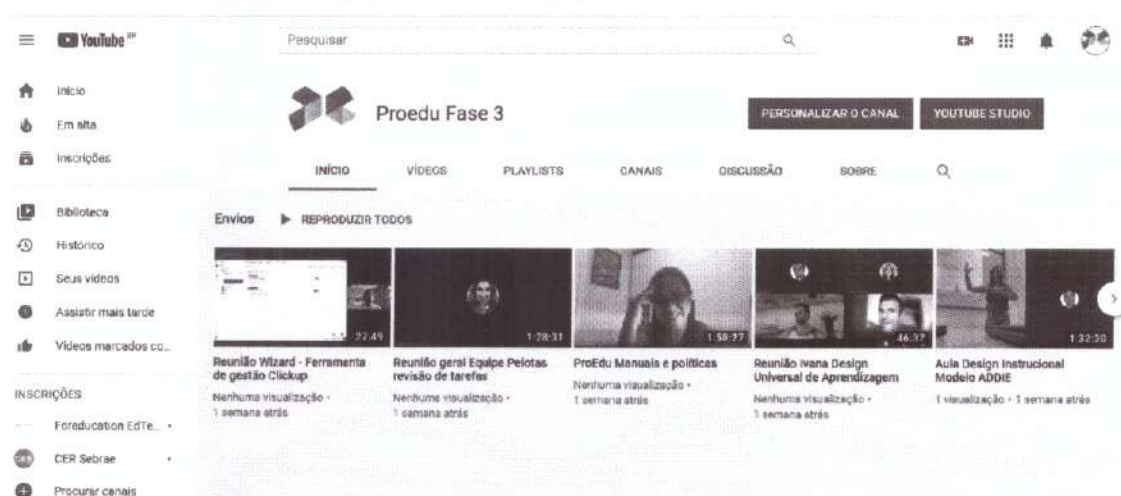 YouTube BR
Pesquisar
Início
Em alta
Inscrições
Proedu Fase 3
PERSONALIZAR O CANAL
YOUTUBE STUDIO
INÍCIO
VÍDEOS
PLAYLISTS
CANAIS
DISCUSSÃO
SOBRE
Biblioteca
Histórico
Seus vídeos
Assistir mais tarde
Vídeos marcados co...
Envios
REPRODUZIR TODOS
27:49
Reunião Wizard - Ferramenta
de gestão Clickup
Nenhuma visualização •
1 semana atrás
1:28:31
Reunião geral Equipe Pelotas
revisão de tarefas
Nenhuma visualização •
1 semana atrás
1:58:27
ProEdu Manuais e políticas
Nenhuma visualização •
1 semana atrás
46:37
Reunião Ivana Design
Universal de Aprendizagem
Nenhuma visualização •
1 semana atrás
1:32:30
Aula Design Instrucional
Modelo ADDIE
1 visualização • 1 semana atrás
INSCRIÇÕES
Foreducation EdTe...
CER Sebrae
Procurar canais